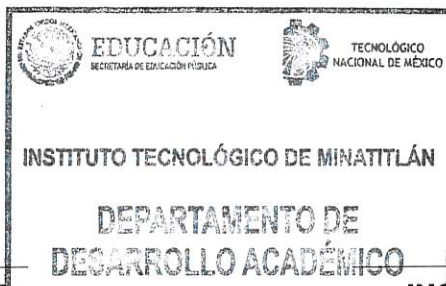 EDUCACIÓN
SECRETARÍA DE EDUCACIÓN PÚBLICA
TECNOLÓGICO
NACIONAL DE MÉXICO
INSTITUTO TECNOLÓGICO DE MINATITLÁN
DEPARTAMENTO DE
DESARROLLO ACADÉMICO